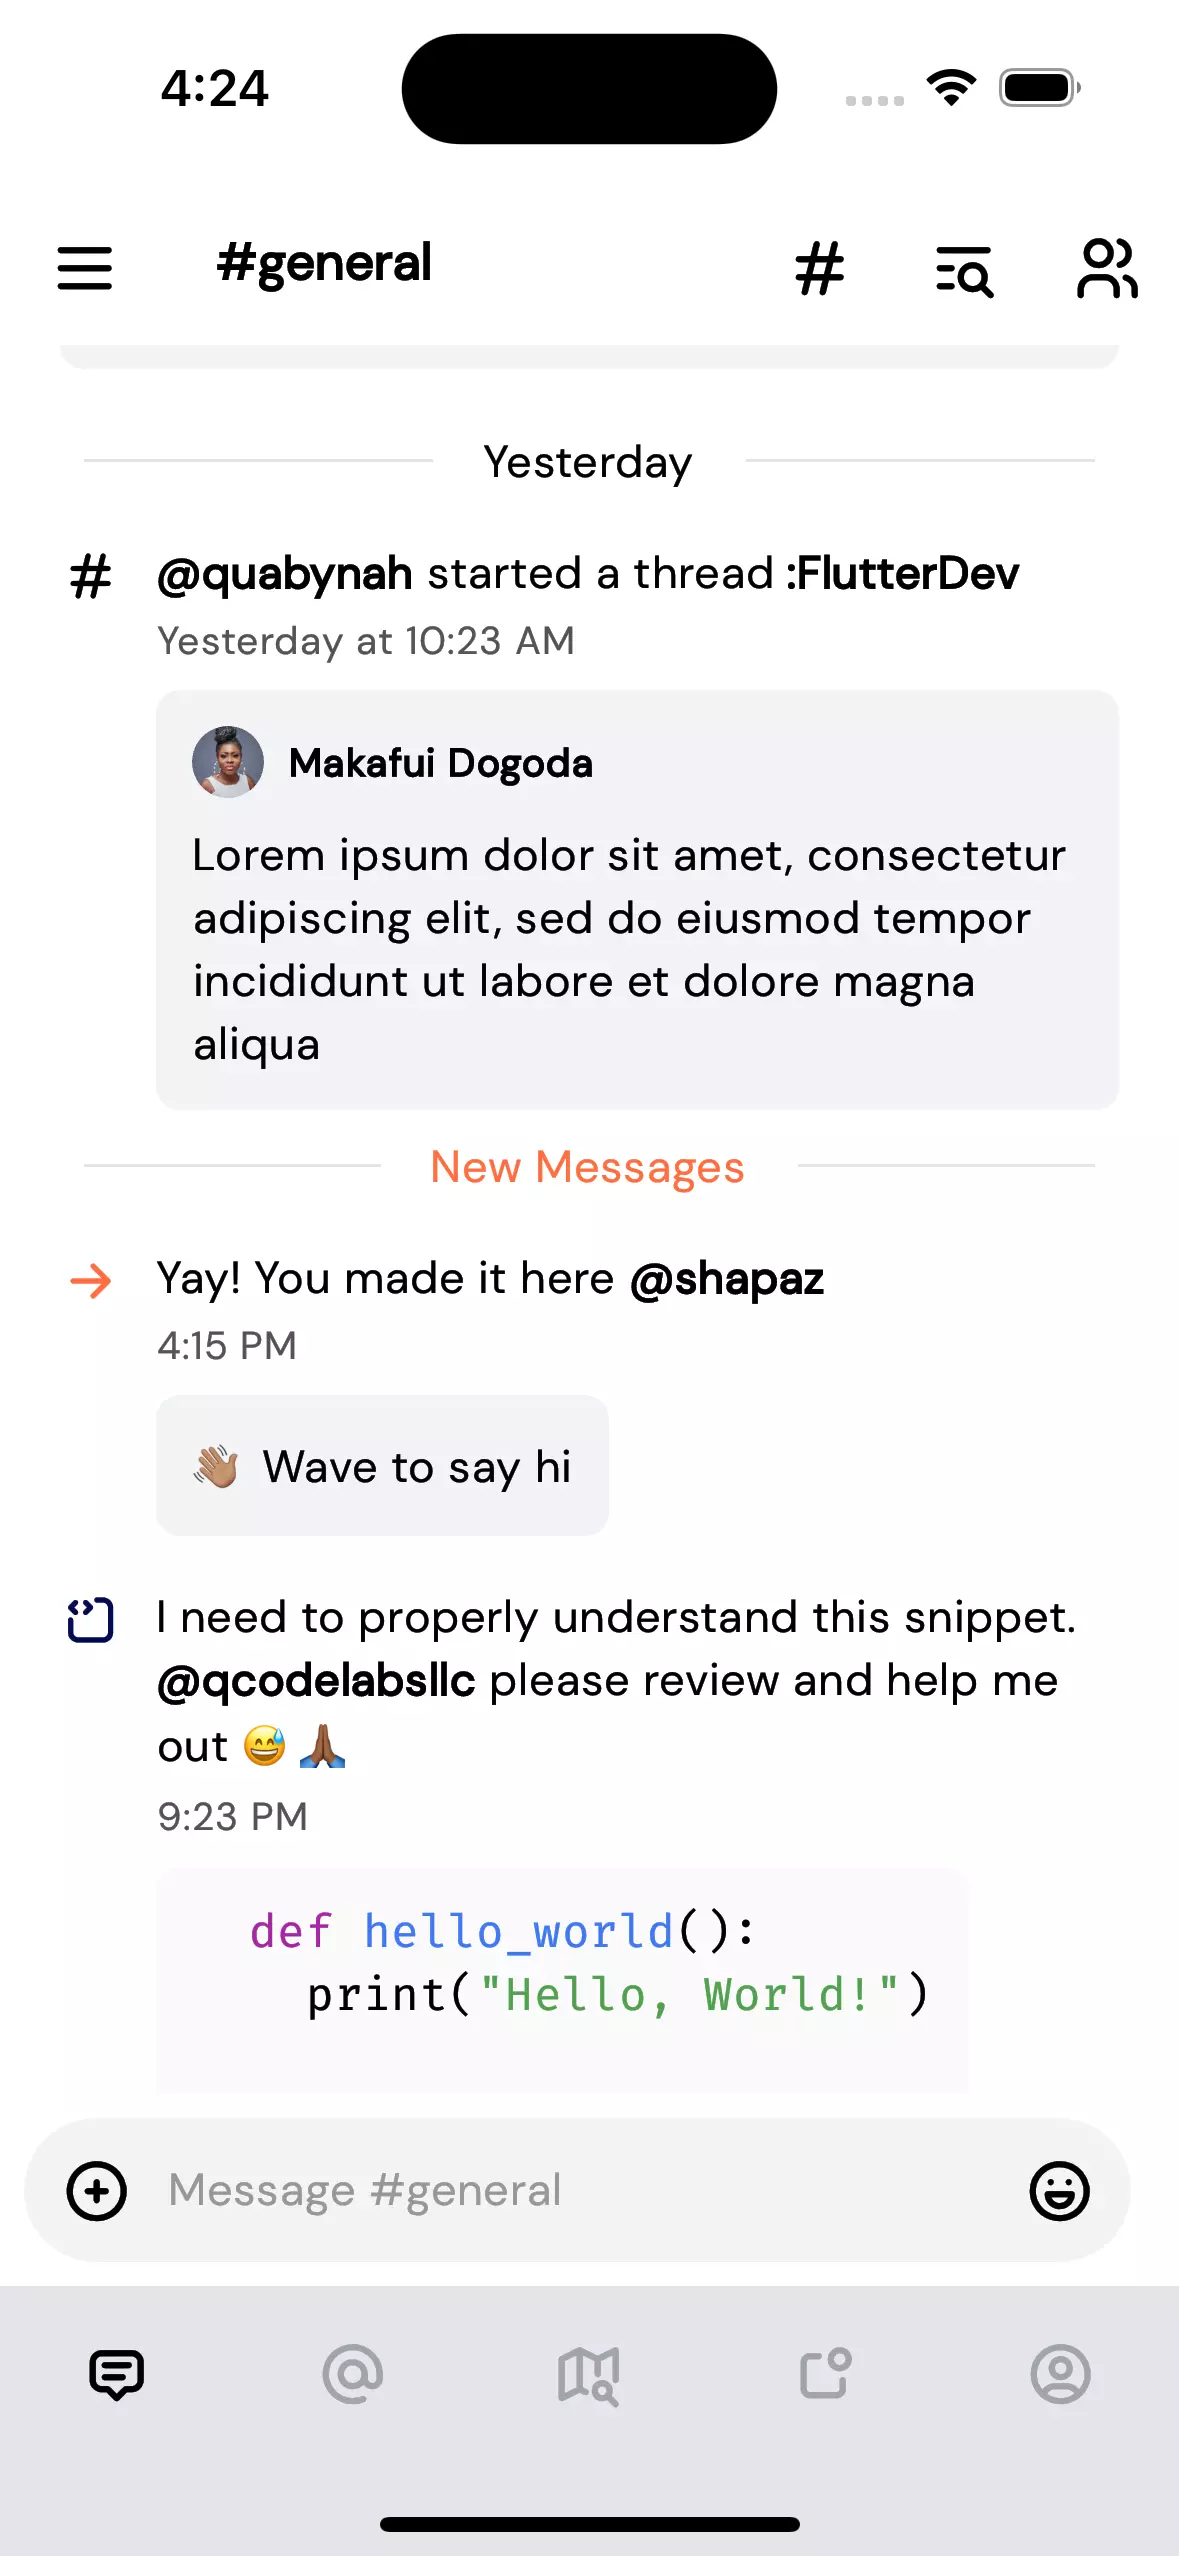 4:24
#general
Yesterday
@quabynah started a thread :FlutterDev
Yesterday at 10:23 AM
Makafui Dogoda
Lorem ipsum dolor sit amet, consectetur
adipiscing elit, sed do eiusmod tempor
incididunt ut labore et dolore magna
aliqua
New Messages
Yay! You made it here @shapaz
4:15 PM
👋🏽 Wave to say hi
I need to properly understand this snippet.
@qcodelabsllc please review and help me
out 😅 🙏🏾
9:23 PM
def hello_world():
  print("Hello, World!")
Message #general